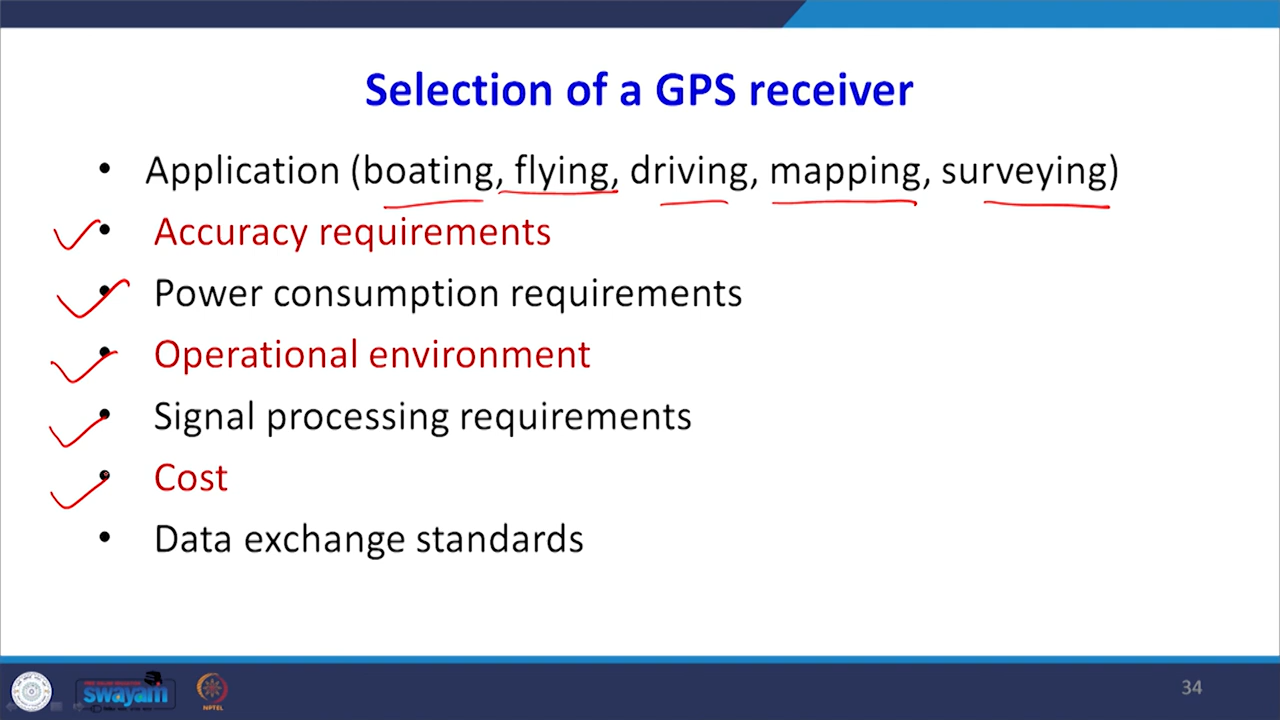 Selection of a GPS receiver
• Application (boating, flying, driving, mapping, surveying)
• Accuracy requirements
• Power consumption requirements
• Operational environment
• Signal processing requirements
• Cost
• Data exchange standards
swayam
NPTEL
34